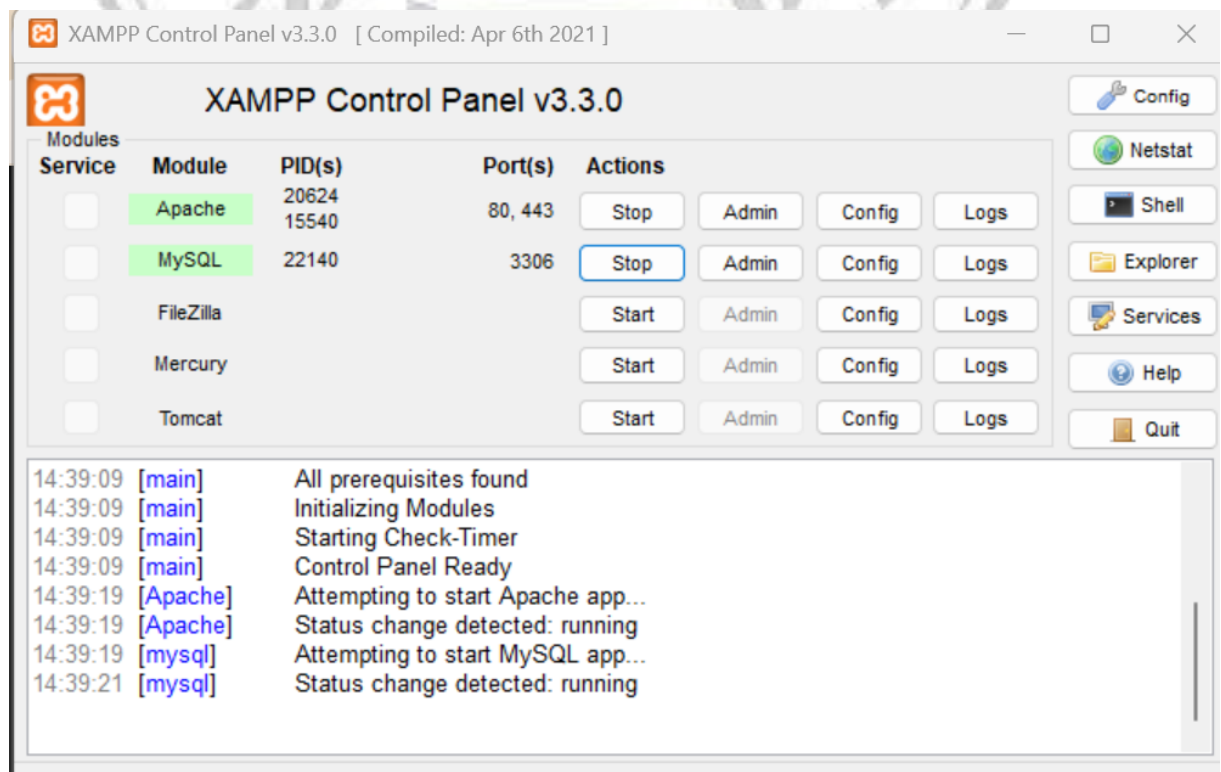 XAMPP Control Panel v3.3.0 [ Compiled: Apr 6th 2021 ]
XAMPP Control Panel v3.3.0
Config
Modules
Netstat
Service Module PID(s) Port(s) Actions
Apache 20624 15540 80, 443 Stop Admin Config Logs
Shell
MySQL 22140 3306 Stop Admin Config Logs
Explorer
FileZilla Start Admin Config Logs
Services
Mercury Start Admin Config Logs
Help
Tomcat Start Admin Config Logs
Quit
14:39:09 [main] All prerequisites found
14:39:09 [main] Initializing Modules
14:39:09 [main] Starting Check-Timer
14:39:09 [main] Control Panel Ready
14:39:19 [Apache] Attempting to start Apache app...
14:39:19 [Apache] Status change detected: running
14:39:19 [mysql] Attempting to start MySQL app...
14:39:21 [mysql] Status change detected: running